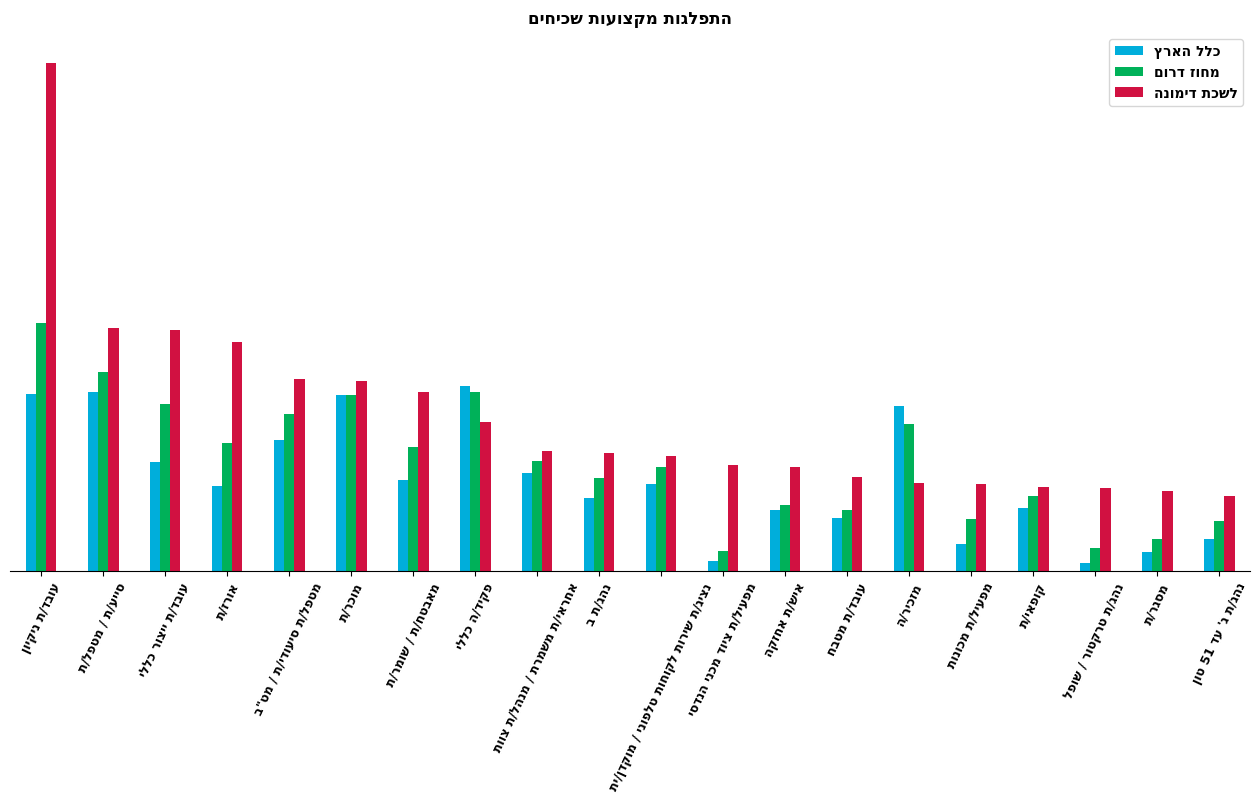 התפלגות מקצועות שכיחים
כלל הארץ
מחוז דרום
לשכת דימונה
עובד/ת ניקיון
סייע/ת / מטפל/ת
עובד/ת ייצור כללי
אורז/ת
מטפל/ת סיעודי/ת / מט"ב
מוכר/ת
מאבטח/ת / שומר/ת
פקיד/ה כללי
אחראי/ת משמרת / מנהל/ת צוות
נהג/ת ב
נציג/ת שירות לקוחות טלפוני / מוקדן/ית
מפעיל/ת ציוד מכני הנדסי
איש/ת אחזקה
עובד/ת מטבח
מזכיר/ה
מפעיל/ת מכונות
קופאי/ת
נהג/ת טרקטור / שופל
מסגר/ת
נהג/ת ג' עד 51 טון